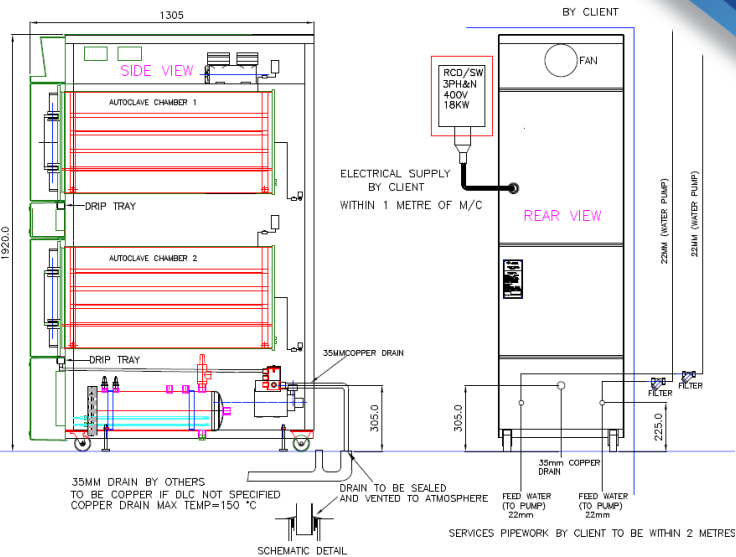 1305
BY CLIENT
SIDE VIEW
FAN
RCD/SW
3PH&N
400V
18KW
AUTOCLAVE CHAMBER 1
ELECTRICAL SUPPLY
BY CLIENT
WITHIN 1 METRE OF M/C
DRIP TRAY
REAR VIEW
22MM (WATER PUMP)
22MM (WATER PUMP)
1920.0
AUTOCLAVE CHAMBER 2
DRIP TRAY
35MMCOPPER DRAIN
FILTER
FILTER
305.0
305.0
225.0
35mm COPPER
DRAIN
35MM DRAIN BY OTHERS
TO BE COPPER IF DLC NOT SPECIFIED
COPPER DRAIN MAX TEMP=150 °C
DRAIN TO BE SEALED
AND VENTED TO ATMOSPHERE
FEED WATER
(TO PUMP)
22mm
FEED WATER
(TO PUMP)
22mm
SERVICES PIPEWORK BY CLIENT TO BE WITHIN 2 METRES
SCHEMATIC DETAIL